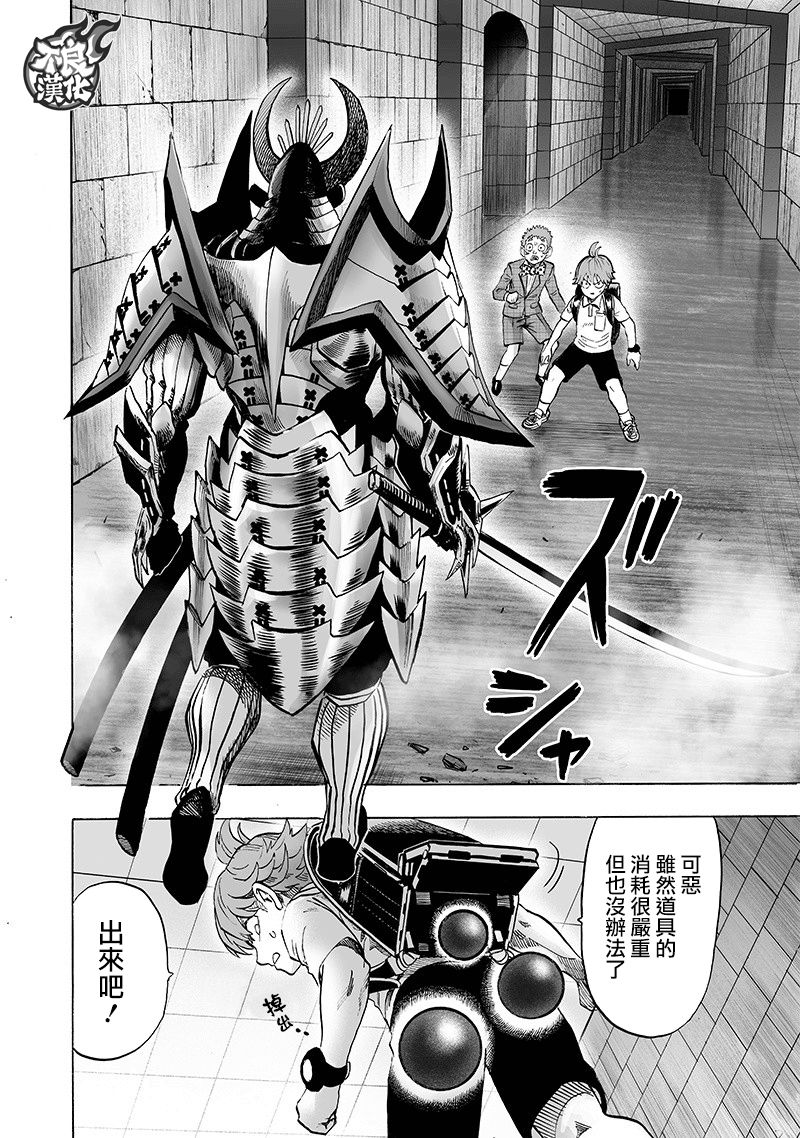 不良
漢化
ズ
シャ
可惡
雖然道具的
消耗很嚴重
但也沒辦法了
掉出‥
出來吧！